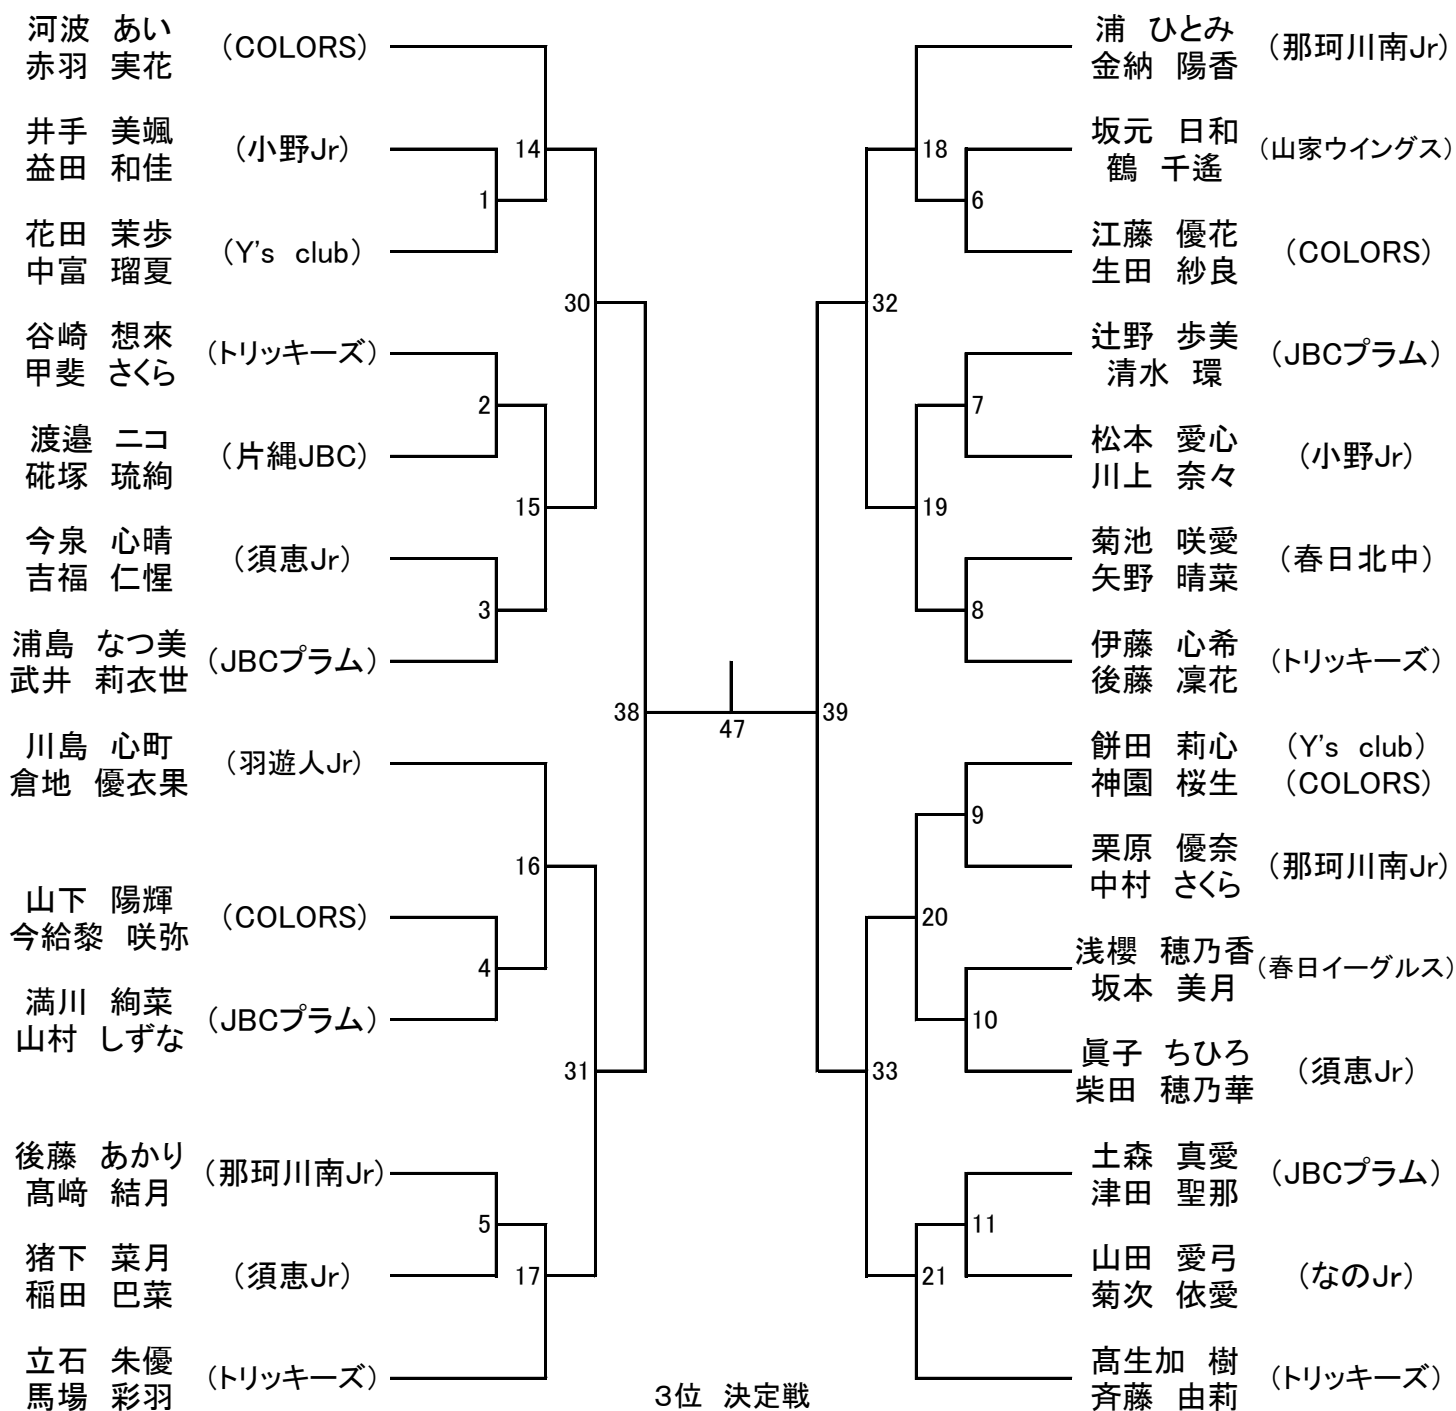 河波　あい
赤羽　実花
（COLORS）
井手　美颯
益田　和佳
（小野Jr）
花田　茉歩
中富　瑠夏
（Y's　club）
谷崎　想來
甲斐　さくら
（トリッキーズ）
渡邉　ニコ
硴塚　琉絢
（片縄JBC）
今泉　心晴
吉福　仁惺
（須恵Jr）
浦島　なつ美
武井　莉衣世
（JBCプラム）
川島　心町
倉地　優衣果
（羽遊人Jr）
山下　陽輝
今給黎　咲弥
（COLORS）
満川　絢菜
山村　しずな
（JBCプラム）
後藤　あかり
髙﨑　結月
（那珂川南Jr）
猪下　菜月
稲田　巴菜
（須恵Jr）
立石　朱優
馬場　彩羽
（トリッキーズ）
14
1
30
2
15
3
38
16
4
31
5
17
47
3位　決定戦
39
18
6
32
7
19
8
9
20
10
33
11
21
浦　ひとみ
金納　陽香
（那珂川南Jr）
坂元　日和
鶴　千遙
（山家ウイングス）
江藤　優花
生田　紗良
（COLORS）
辻野　歩美
清水　環
（JBCプラム）
松本　愛心
川上　奈々
（小野Jr）
菊池　咲愛
矢野　晴菜
（春日北中）
伊藤　心希
後藤　凜花
（トリッキーズ）
餅田　莉心
（Y's　club）
神園　桜生
（COLORS）
栗原　優奈
中村　さくら
（那珂川南Jr）
浅櫻　穂乃香
坂本　美月
（春日イーグルス）
眞子　ちひろ
柴田　穂乃華
（須恵Jr）
土森　真愛
津田　聖那
（JBCプラム）
山田　愛弓
菊次　依愛
（なのJr）
髙生加　樹
斉藤　由莉
（トリッキーズ）